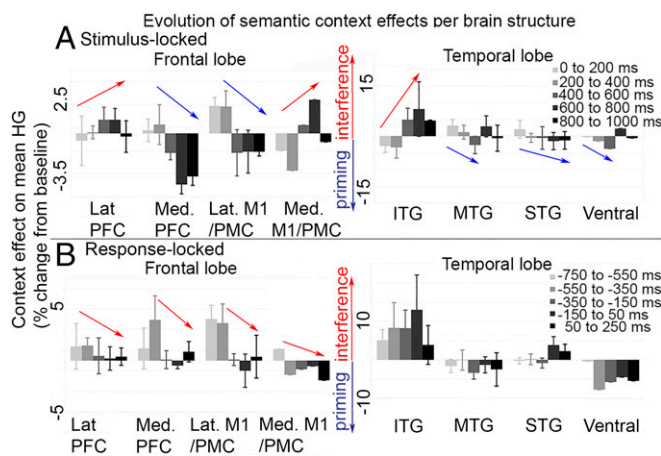 Evolution of semantic context effects per brain structure
A Stimulus-locked
Frontal lobe
Temporal lobe
Context effect on mean HG
(% change from baseline)
2.5
-3.5
interference
priming
15
-15
0 to 200 ms
200 to 400 ms
400 to 600 ms
600 to 800 ms
800 to 1000 ms
Lat PFC
Med. PFC
Lat. M1 /PMC
Med. M1/PMC
ITG
MTG
STG
Ventral
B Response-locked
Frontal lobe
Temporal lobe
5
-5
interference
priming
10
-10
-750 to -550 ms
-550 to -350 ms
-350 to -150 ms
-150 to 50 ms
50 to 250 ms
Lat PFC
Med. PFC
Lat. M1 /PMC
Med. M1 /PMC
ITG
MTG
STG
Ventral